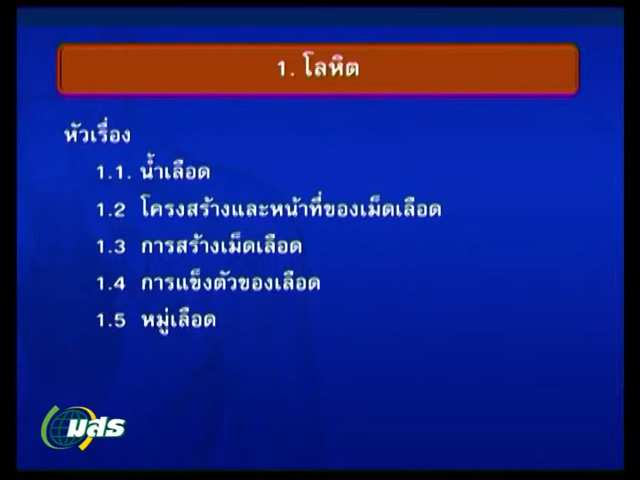 1. โลหิต
หัวเรื่อง
1.1. น้ำเลือด
1.2 โครงสร้างและหน้าที่ของเม็ดเลือด
1.3 การสร้างเม็ดเลือด
1.4 การแข็งตัวของเลือด
1.5 หมู่เลือด
มสธ